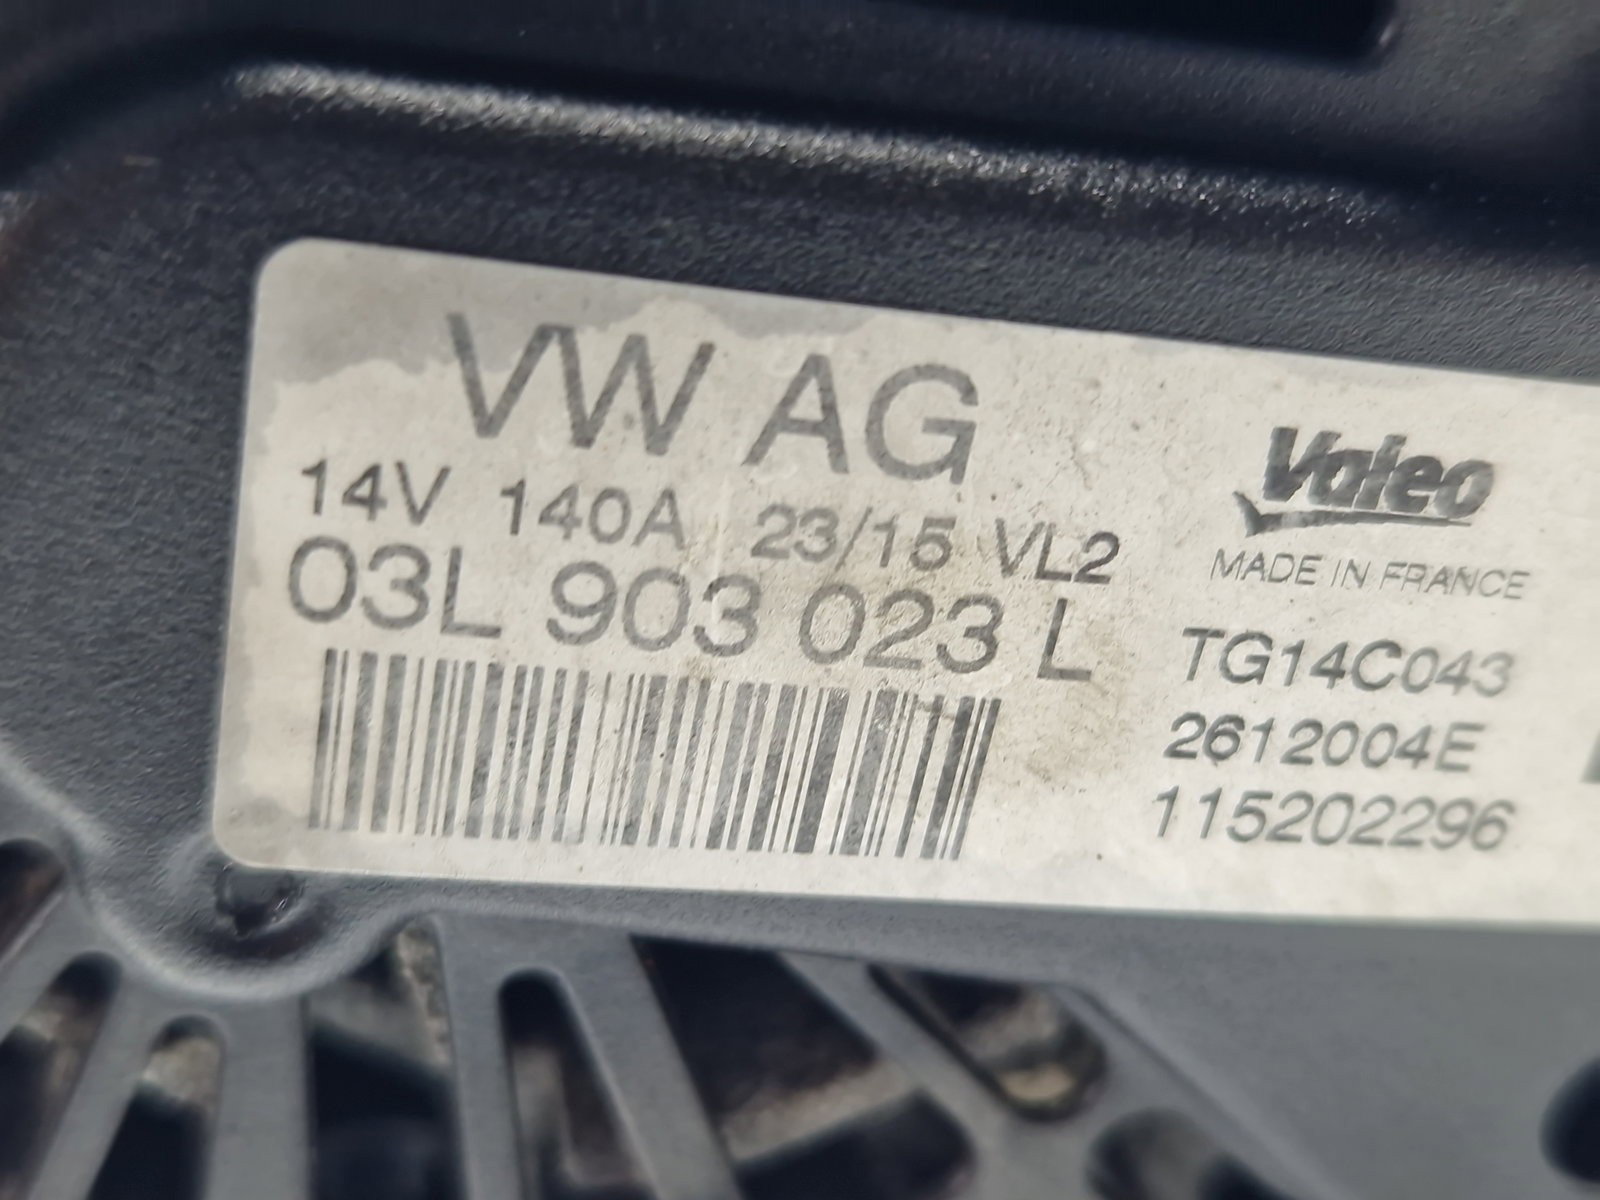 VW AG
14V 140A 23/15 VL2
03L 903 023 L
Valeo
MADE IN FRANCE
TG14C043
2612004E
115202296